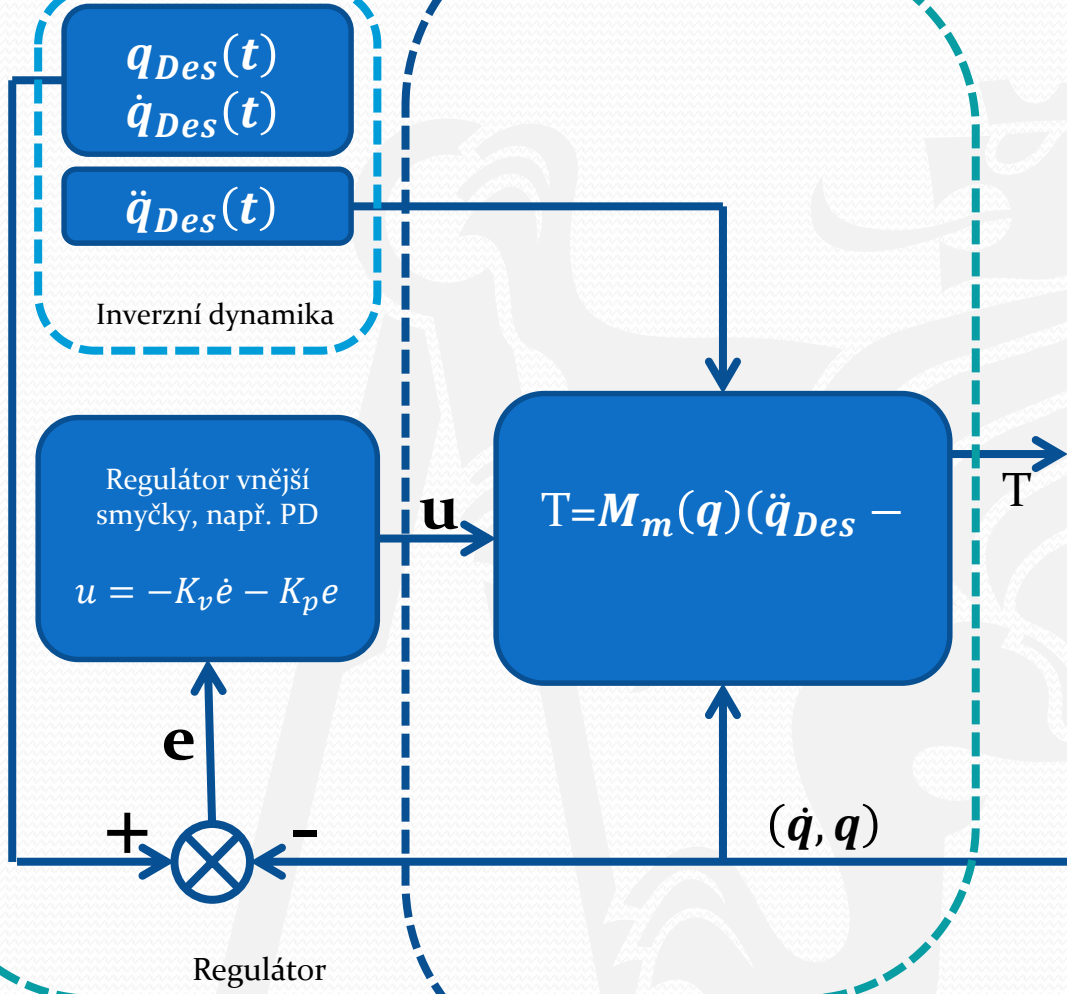 q_Des(t)
q̇_Des(t)
q̈_Des(t)
Inverzní dynamika
Regulátor vnější
smyčky, např. PD
u = −K_v ė − K_p e
u
T=M_m(q)(q̈_Des −
T
e
+
-
(q̇, q)
Regulátor